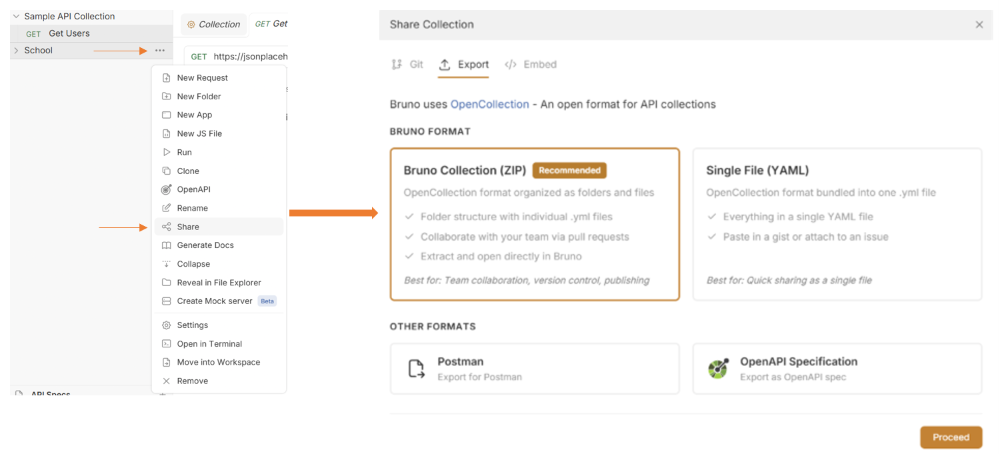 Sample API Collection
GET Get Users
School
Collection
GET Get
GET https://jsonplaceh
New Request
New Folder
New App
New JS File
Run
Clone
OpenAPI
Rename
Share
Generate Docs
Collapse
Reveal in File Explorer
Create Mock server Beta
Settings
Open in Terminal
Move into Workspace
Remove
API Specs
Share Collection
Git Export Embed
Bruno uses OpenCollection - An open format for API collections
BRUNO FORMAT
Bruno Collection (ZIP) Recommended
OpenCollection format organized as folders and files
Folder structure with individual .yml files
Collaborate with your team via pull requests
Extract and open directly in Bruno
Best for: Team collaboration, version control, publishing
Single File (YAML)
OpenCollection format bundled into one .yml file
Everything in a single YAML file
Paste in a gist or attach to an issue
Best for: Quick sharing as a single file
OTHER FORMATS
Postman
Export for Postman
OpenAPI Specification
Export as OpenAPI spec
Proceed